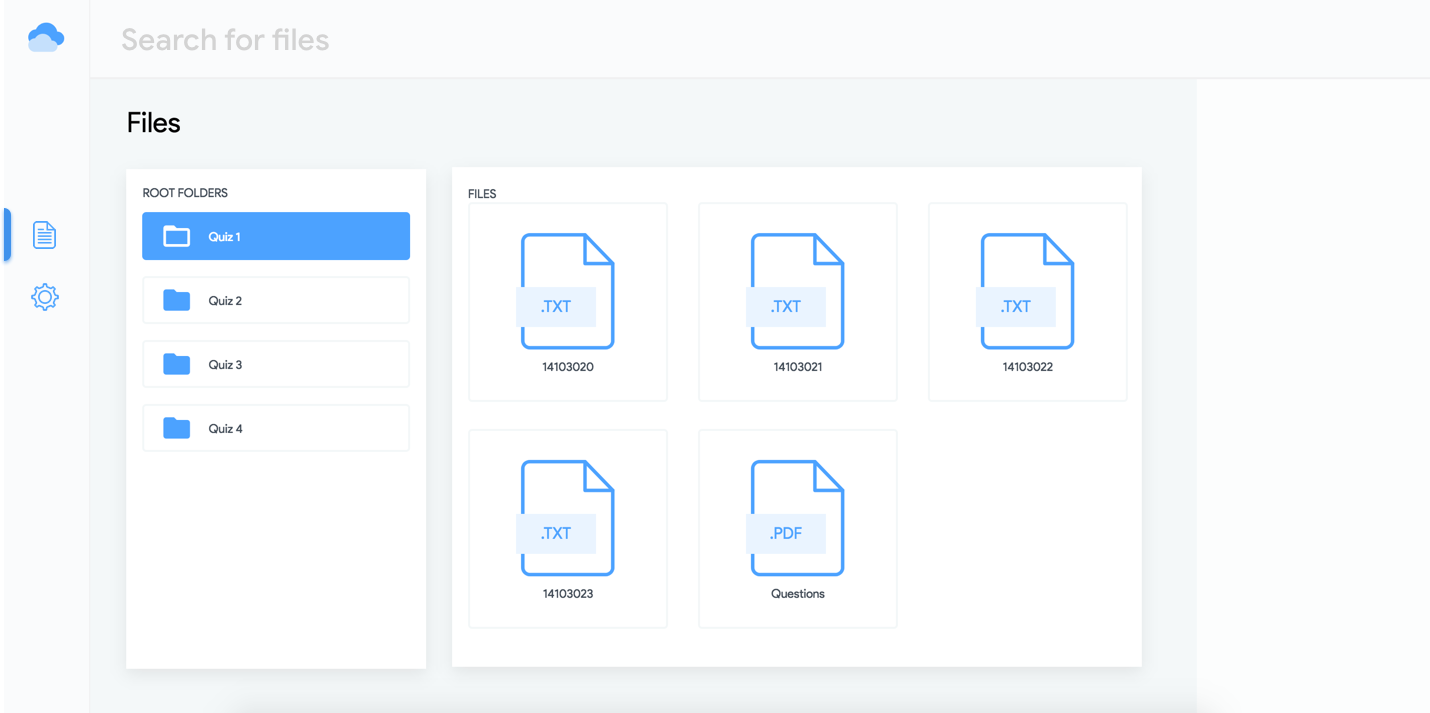 Search for files
Files
ROOT FOLDERS
Quiz 1
Quiz 2
Quiz 3
Quiz 4
FILES
.TXT
14103020
.TXT
14103021
.TXT
14103022
.TXT
14103023
.PDF
Questions